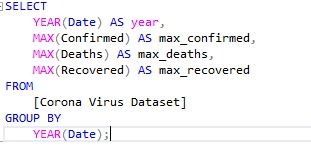 SELECT
YEAR(Date) AS year,
MAX(Confirmed) AS max_confirmed,
MAX(Deaths) AS max_deaths,
MAX(Recovered) AS max_recovered
FROM
[Corona Virus Dataset]
GROUP BY
YEAR(Date);